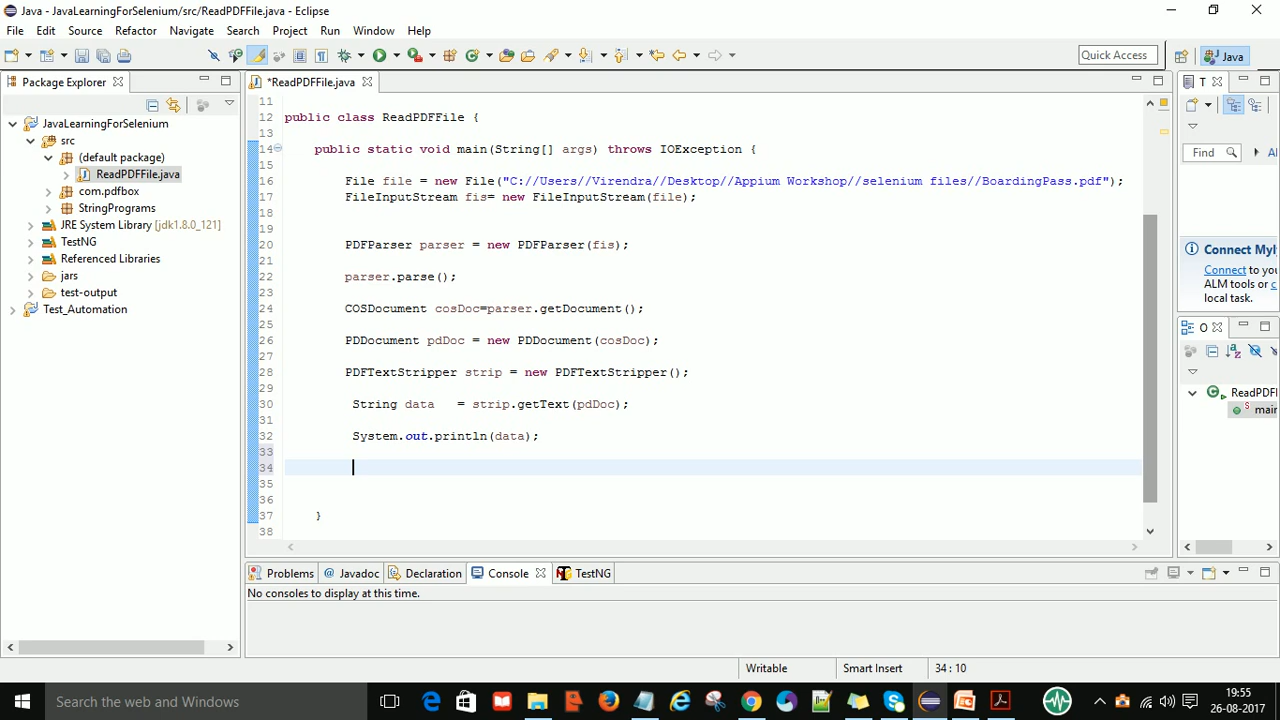 Java - JavaLearningForSelenium/src/ReadPDFFile.java - Eclipse
File Edit Source Refactor Navigate Search Project Run Window Help
Quick Access
Java
Package Explorer
*ReadPDFFile.java
T
JavaLearningForSelenium
src
(default package)
ReadPDFFile.java
com.pdfbox
StringPrograms
JRE System Library [jdk1.8.0_121]
TestNG
Referenced Libraries
jars
test-output
Test_Automation
11
12 public class ReadPDFFile {
13
14 public static void main(String[] args) throws IOException {
15
16 File file = new File("C://Users//Virendra//Desktop//Appium Workshop//selenium files//BoardingPass.pdf");
17 FileInputStream fis= new FileInputStream(file);
18
19
20 PDFParser parser = new PDFParser(fis);
21
22 parser.parse();
23
24 COSDocument cosDoc=parser.getDocument();
25
26 PDDocument pdDoc = new PDDocument(cosDoc);
27
28 PDFTextStripper strip = new PDFTextStripper();
29
30 String data = strip.getText(pdDoc);
31
32 System.out.println(data);
33
34
35
36
37 }
38
Find
A
Connect Myl
Connect to your
ALM tools or c
local task.
O
ReadPDFI
main
Problems Javadoc Declaration Console TestNG
No consoles to display at this time.
Writable Smart Insert 34 : 10
Search the web and Windows
19:55
26-08-2017